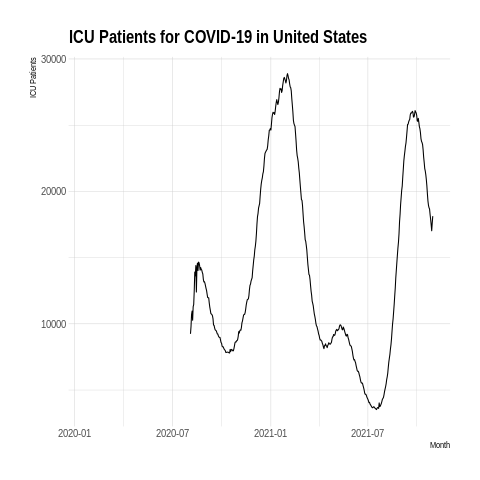 ICU Patients for COVID-19 in United States
ICU Patients
30000
20000
10000
2020-01 2020-07 2021-01 2021-07
Month